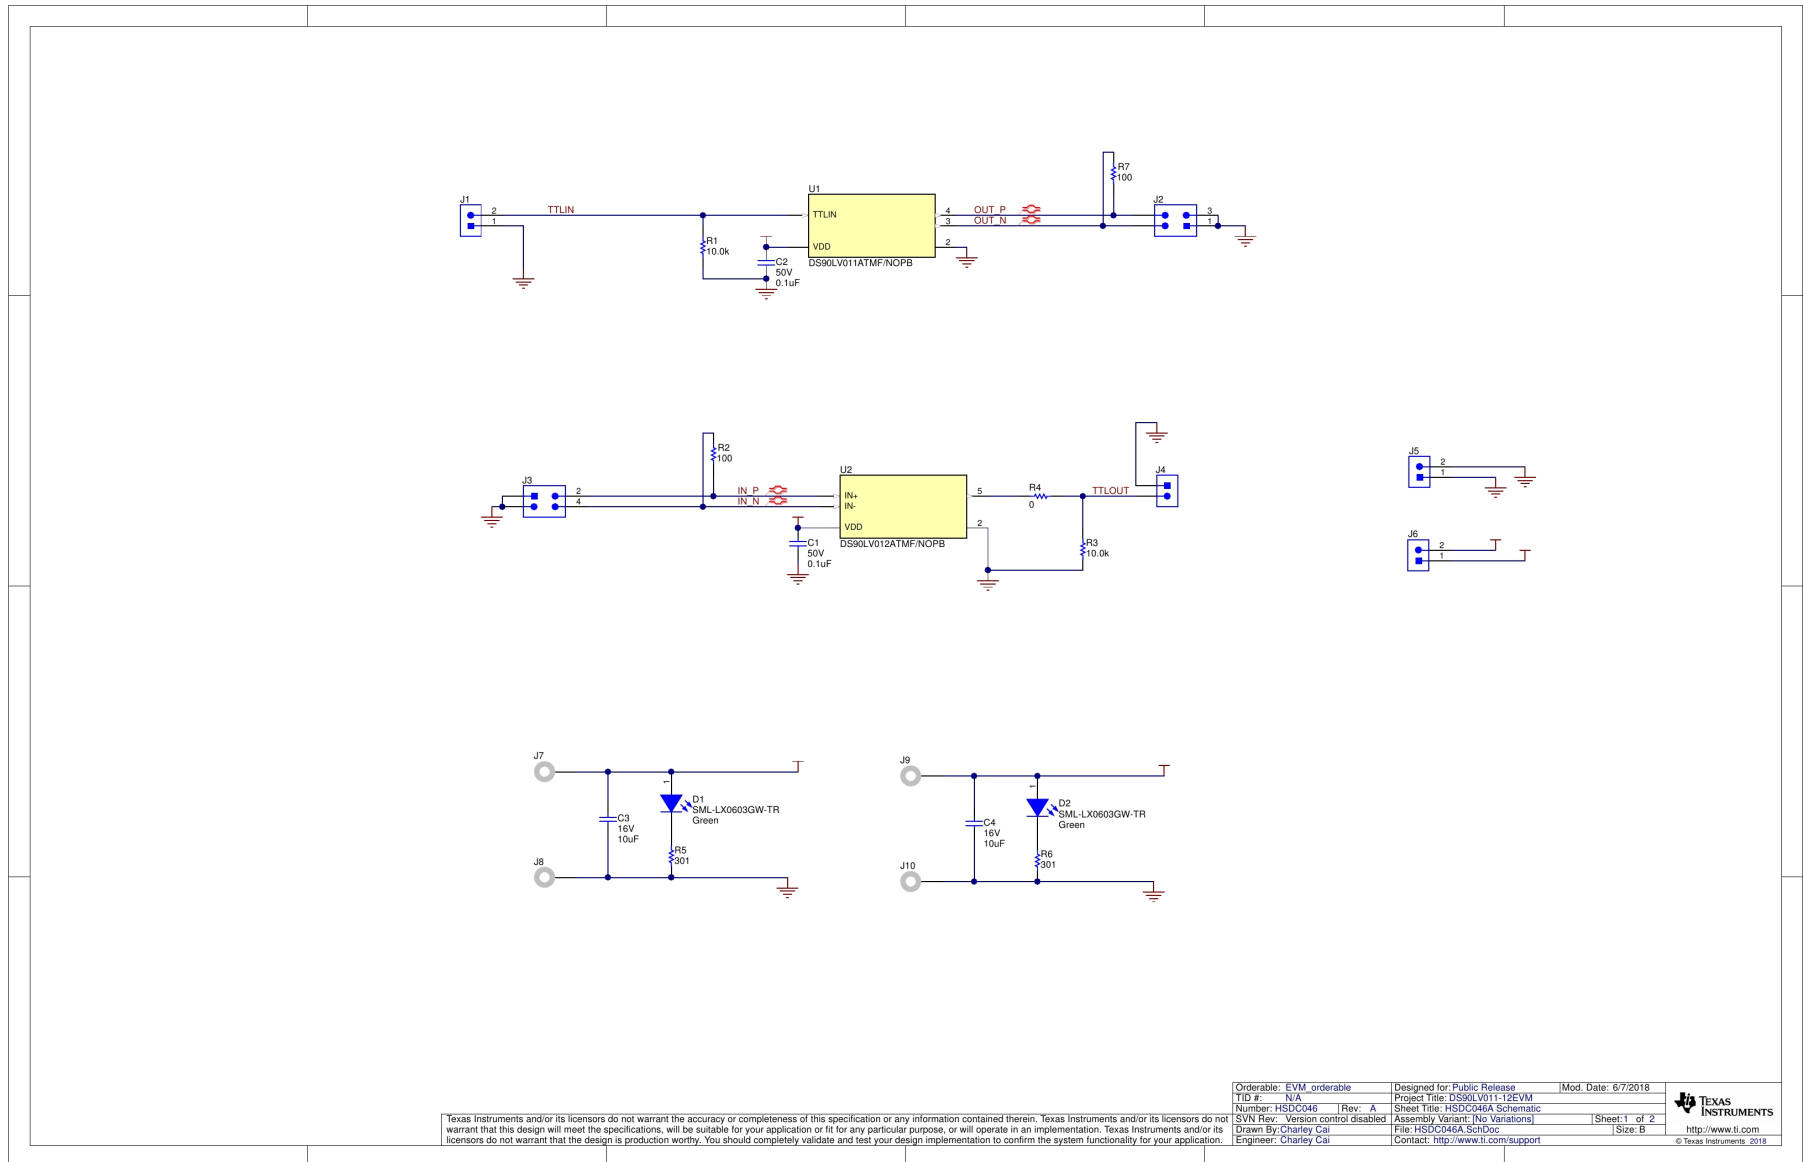 R7
100
U1
J1
J2
2
TTLIN
TTLIN
4
OUT_P
3
1
3
OUT_N
1
R1
10.0k
VDD
2
C2
50V
0.1uF
DS90LV011ATMF/NOPB
R2
100
U2
J4
J5
2
1
J3
2
IN_P
4
IN_N
IN+
IN-
VDD
5
R4
0
TTLOUT
2
DS90LV012ATMF/NOPB
C1
50V
0.1uF
R3
10.0k
J6
2
1
J7
1
D1
SML-LX0603GW-TR
Green
C3
16V
10uF
R5
301
J8
J9
1
D2
SML-LX0603GW-TR
Green
C4
16V
10uF
R6
301
J10
Texas Instruments and/or its licensors do not warrant the accuracy or completeness of this specification or any information contained therein. Texas Instruments and/or its licensors do not
warrant that this design will meet the specifications, will be suitable for your application or fit for any particular purpose, or will operate in an implementation. Texas Instruments and/or its
licensors do not warrant that the design is production worthy. You should completely validate and test your design implementation to confirm the system functionality for your application.
Orderable: EVM_orderable
Designed for: Public Release
Mod. Date: 6/7/2018
TID #: N/A
Project Title: DS90LV011-12EVM
Number: HSDC046
Rev: A
Sheet Title: HSDC046A Schematic
SVN Rev: Version control disabled
Assembly Variant: [No Variations]
Sheet: 1 of 2
Drawn By: Charley Cai
File: HSDC046A.SchDoc
Size: B
Engineer: Charley Cai
Contact: http://www.ti.com/support
TEXAS
INSTRUMENTS
http://www.ti.com
© Texas Instruments 2018